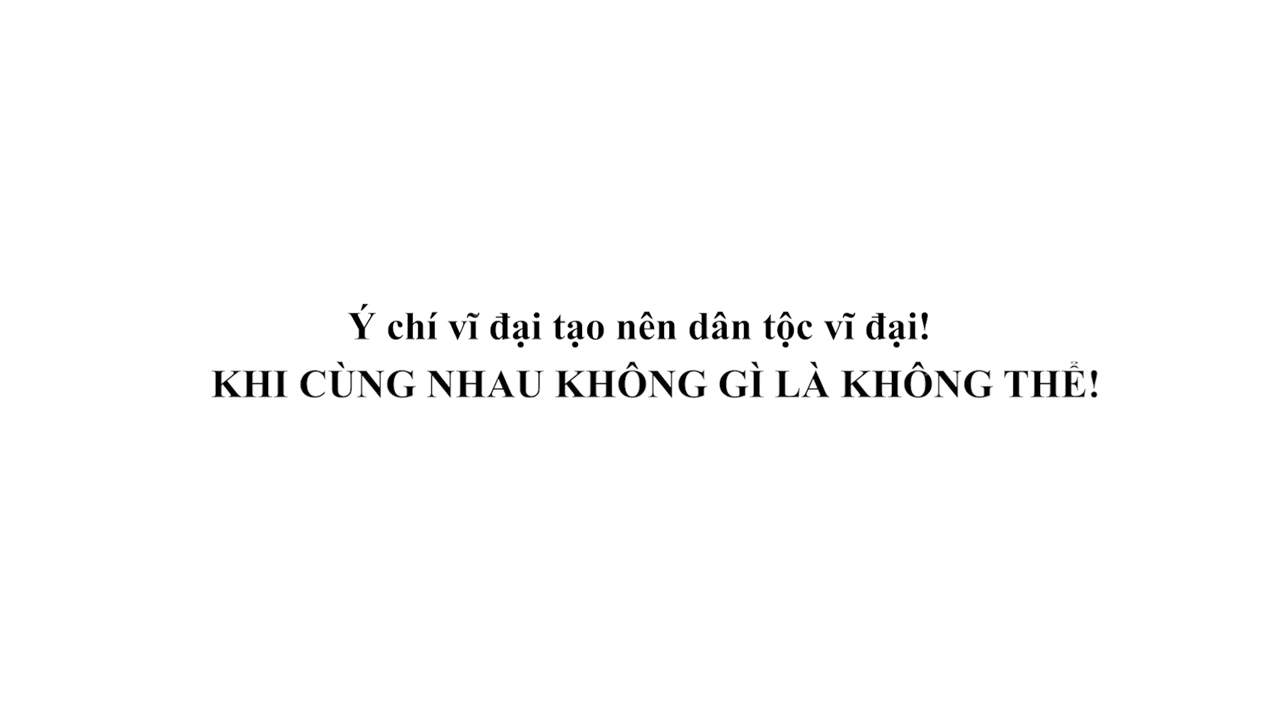 Ý chí vĩ đại tạo nên dân tộc vĩ đại!
KHI CÙNG NHAU KHÔNG GÌ LÀ KHÔNG THỂ!